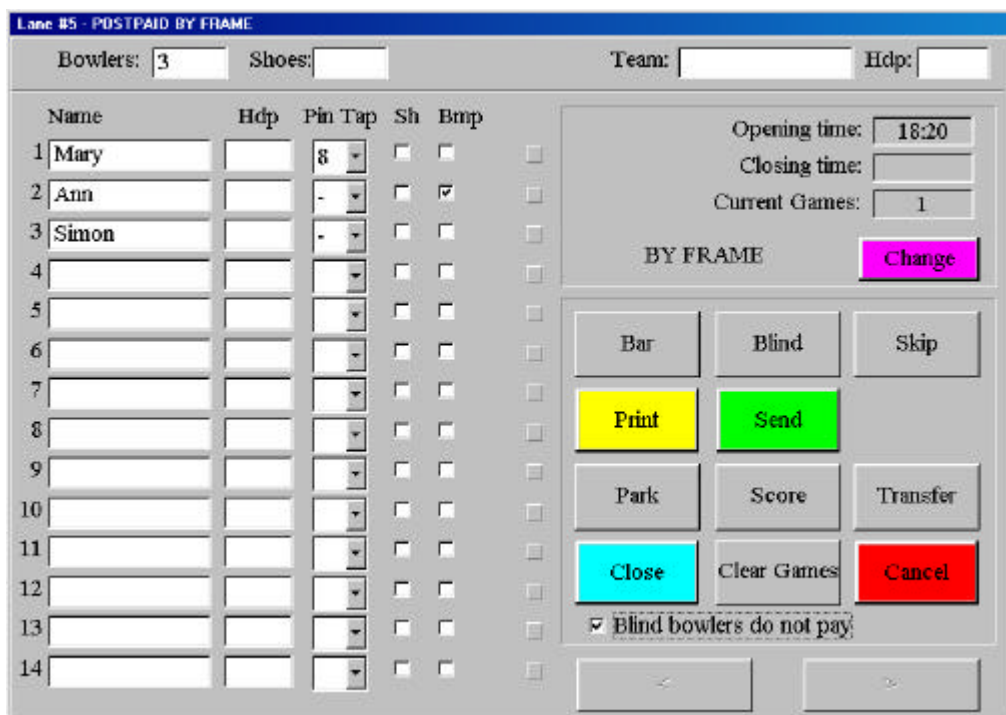 Lane #5 - POSTPAID BY FRAME
Bowlers: 3 Shoes: Team: Hdp:
Name Hdp Pin Tap Sh Bmp
1 Mary 8
2 Ann -
3 Simon -
4
5
6
7
8
9
10
11
12
13
14
Opening time: 18:20
Closing time:
Current Games: 1
BY FRAME Change
Bar Blind Skip
Print Send
Park Score Transfer
Close Clear Games Cancel
Blind bowlers do not pay
< >